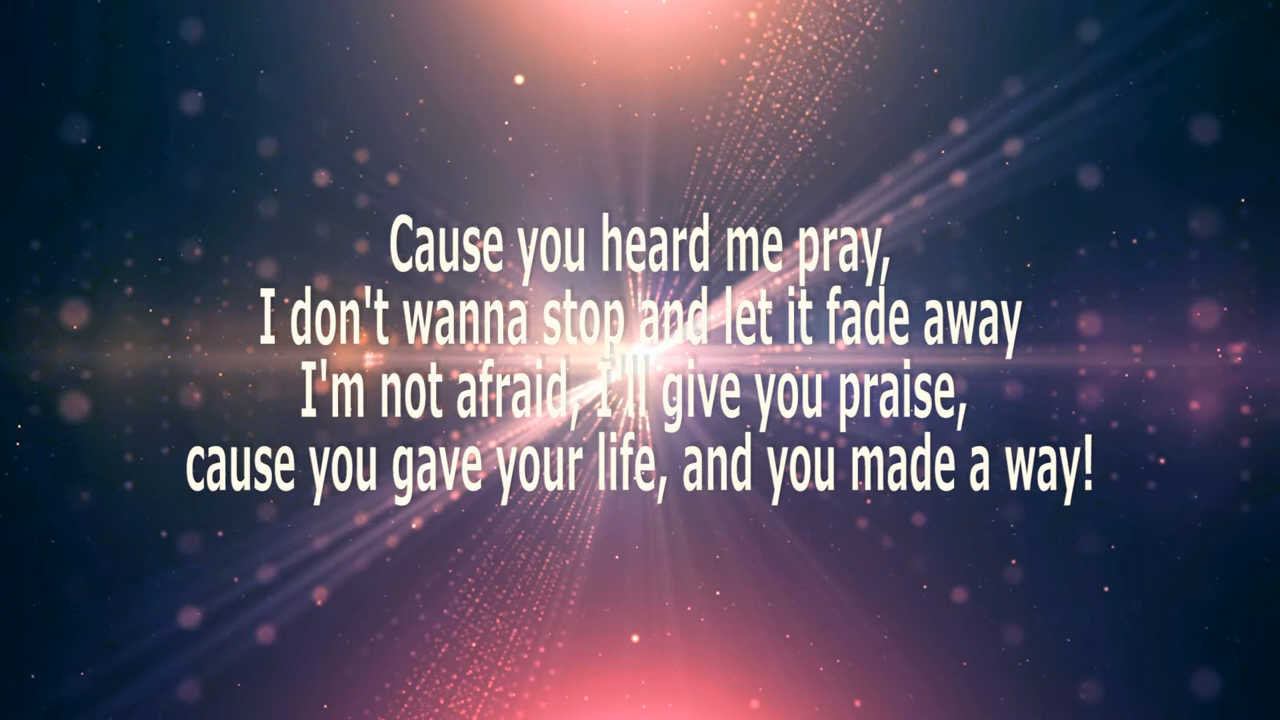 Cause you heard me pray,
I don't wanna stop and let it fade away
I'm not afraid, I'll give you praise,
cause you gave your life, and you made a way!